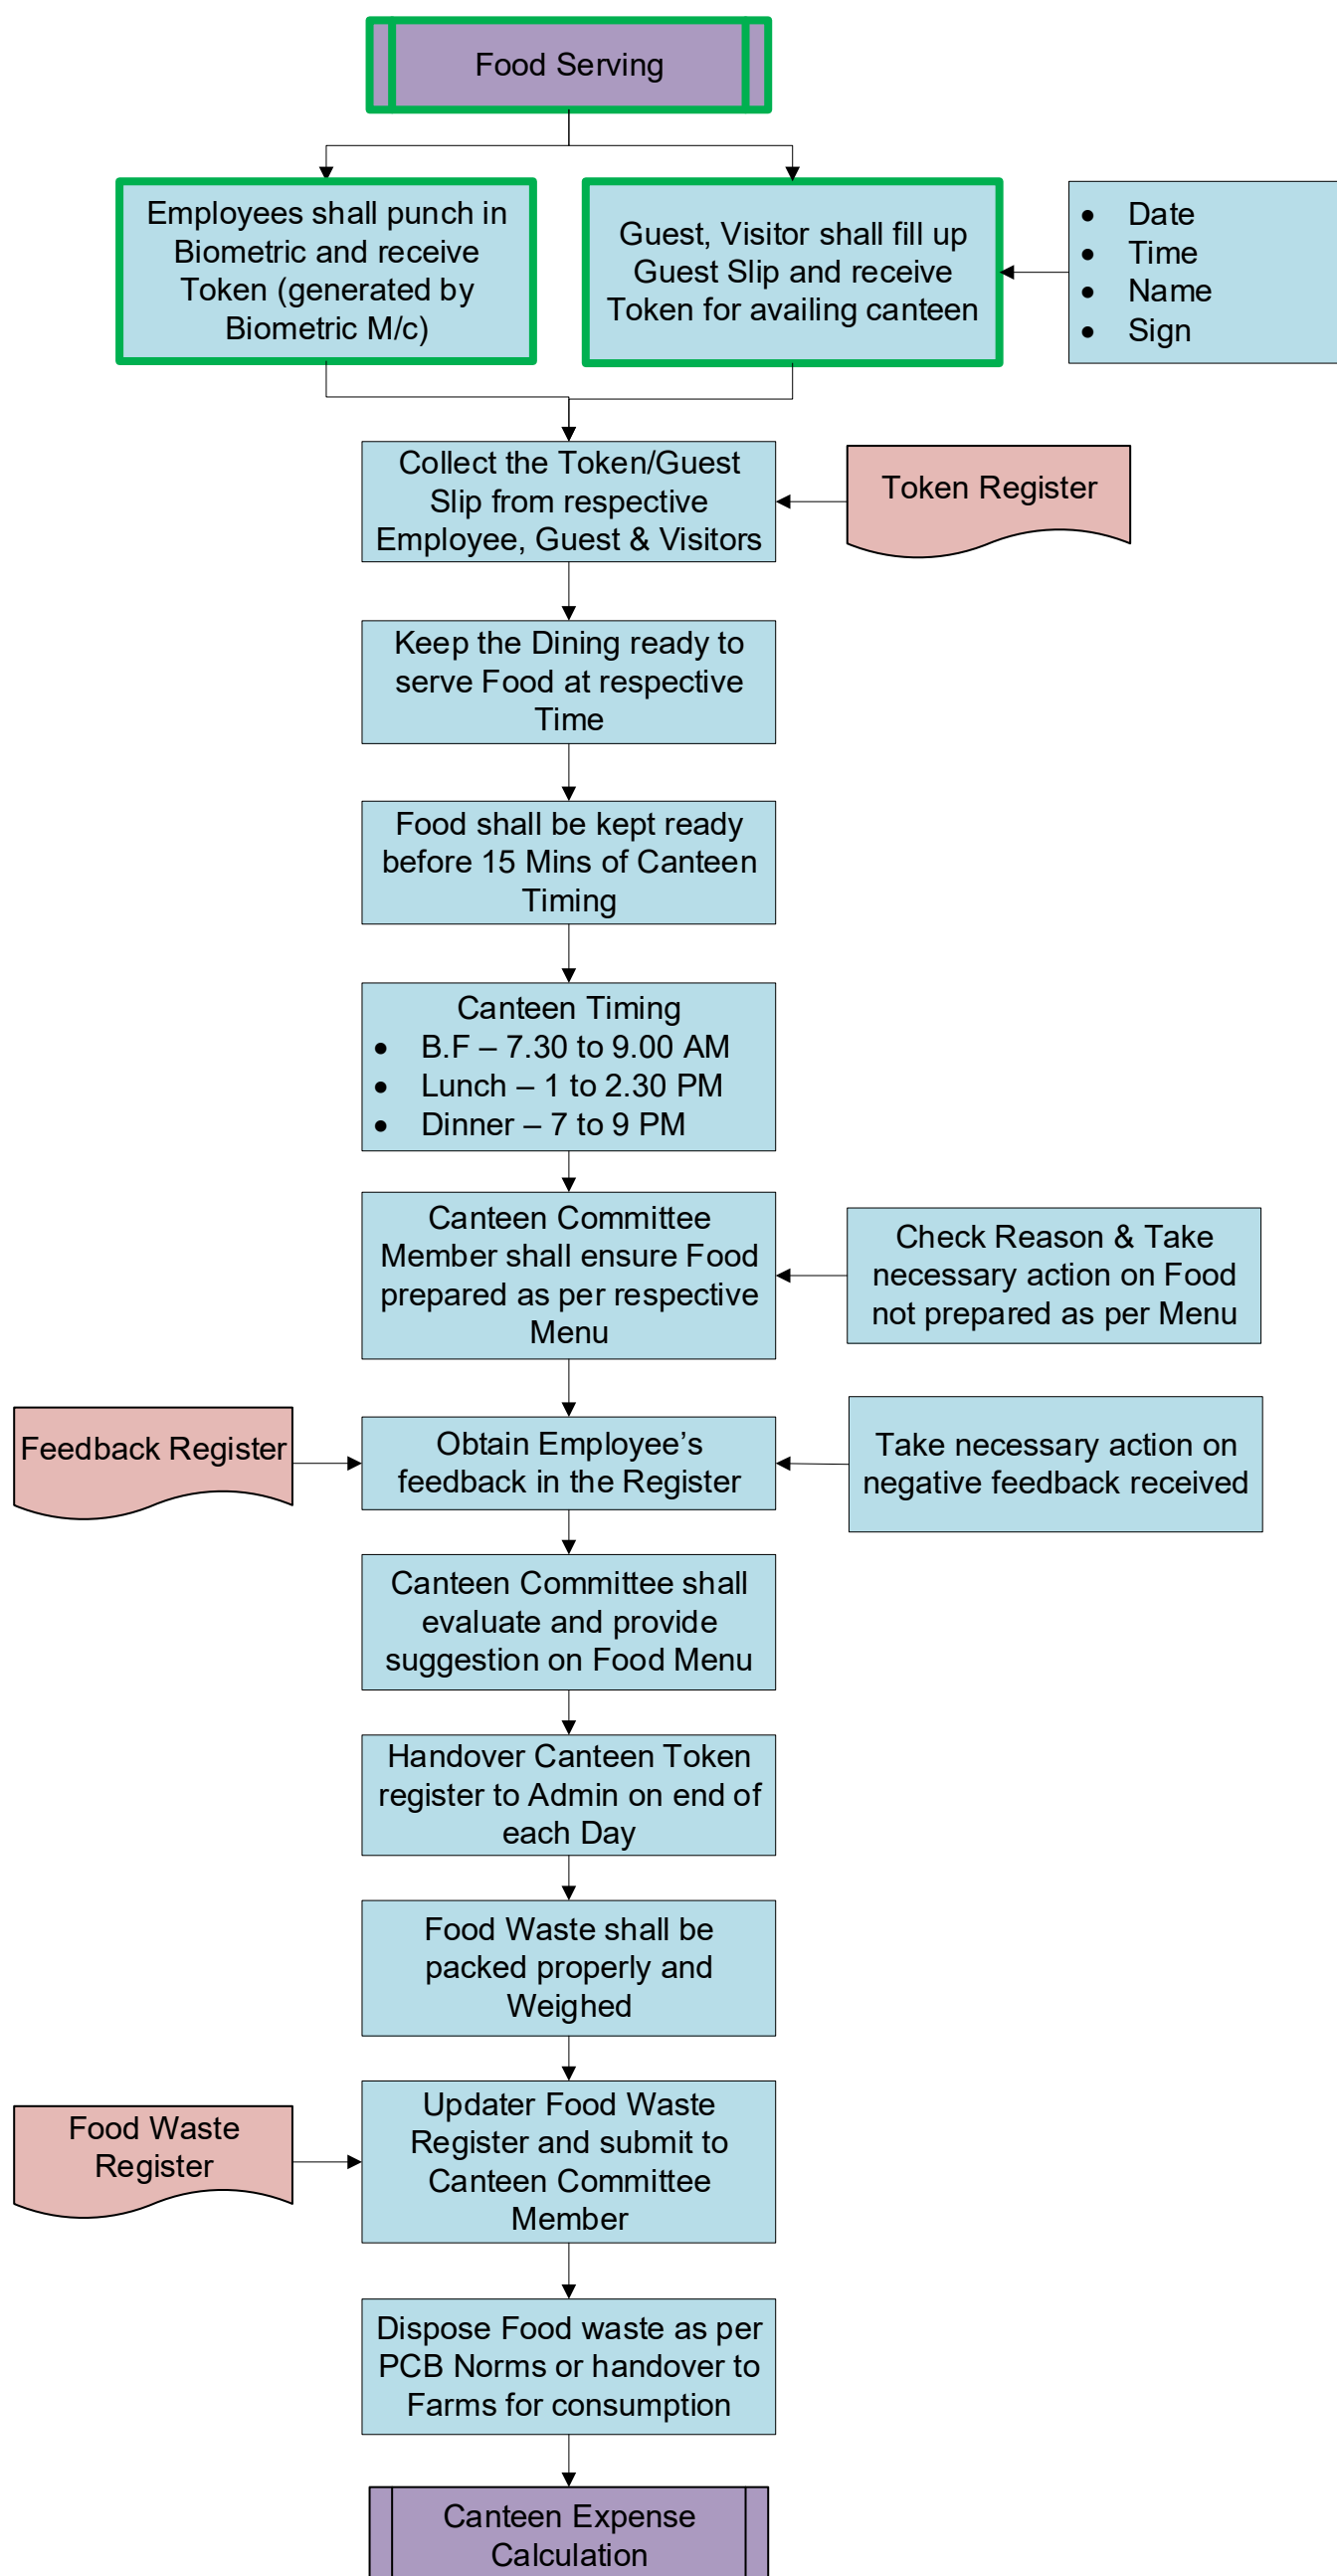 Food Serving
Employees shall punch in
Biometric and receive
Token (generated by
Biometric M/c)
Guest, Visitor shall fill up
Guest Slip and receive
Token for availing canteen
• Date
• Time
• Name
• Sign
Collect the Token/Guest
Slip from respective
Employee, Guest & Visitors
Token Register
Keep the Dining ready to
serve Food at respective
Time
Food shall be kept ready
before 15 Mins of Canteen
Timing
Canteen Timing
• B.F – 7.30 to 9.00 AM
• Lunch – 1 to 2.30 PM
• Dinner – 7 to 9 PM
Canteen Committee
Member shall ensure Food
prepared as per respective
Menu
Check Reason & Take
necessary action on Food
not prepared as per Menu
Feedback Register
Obtain Employee’s
feedback in the Register
Take necessary action on
negative feedback received
Canteen Committee shall
evaluate and provide
suggestion on Food Menu
Handover Canteen Token
register to Admin on end of
each Day
Food Waste shall be
packed properly and
Weighed
Food Waste
Register
Updater Food Waste
Register and submit to
Canteen Committee
Member
Dispose Food waste as per
PCB Norms or handover to
Farms for consumption
Canteen Expense
Calculation